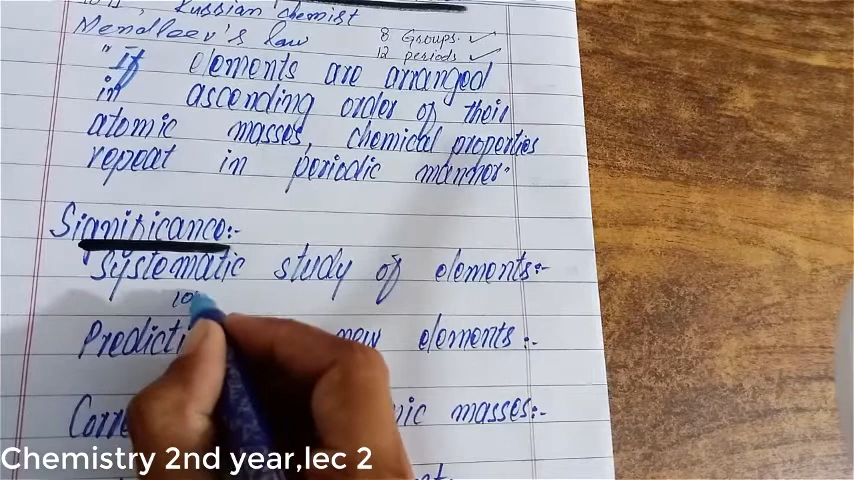 Russian chemist
Mendleev's law
8 Groups.
12 periods
"If elements are arranged
in ascending order of their
atomic masses, chemical properties
repeat in periodic manner.
Significance:-
Systematic study of elements:-
10
Predicti new elements:-
Corre masses:-
Chemistry 2nd year,lec 2